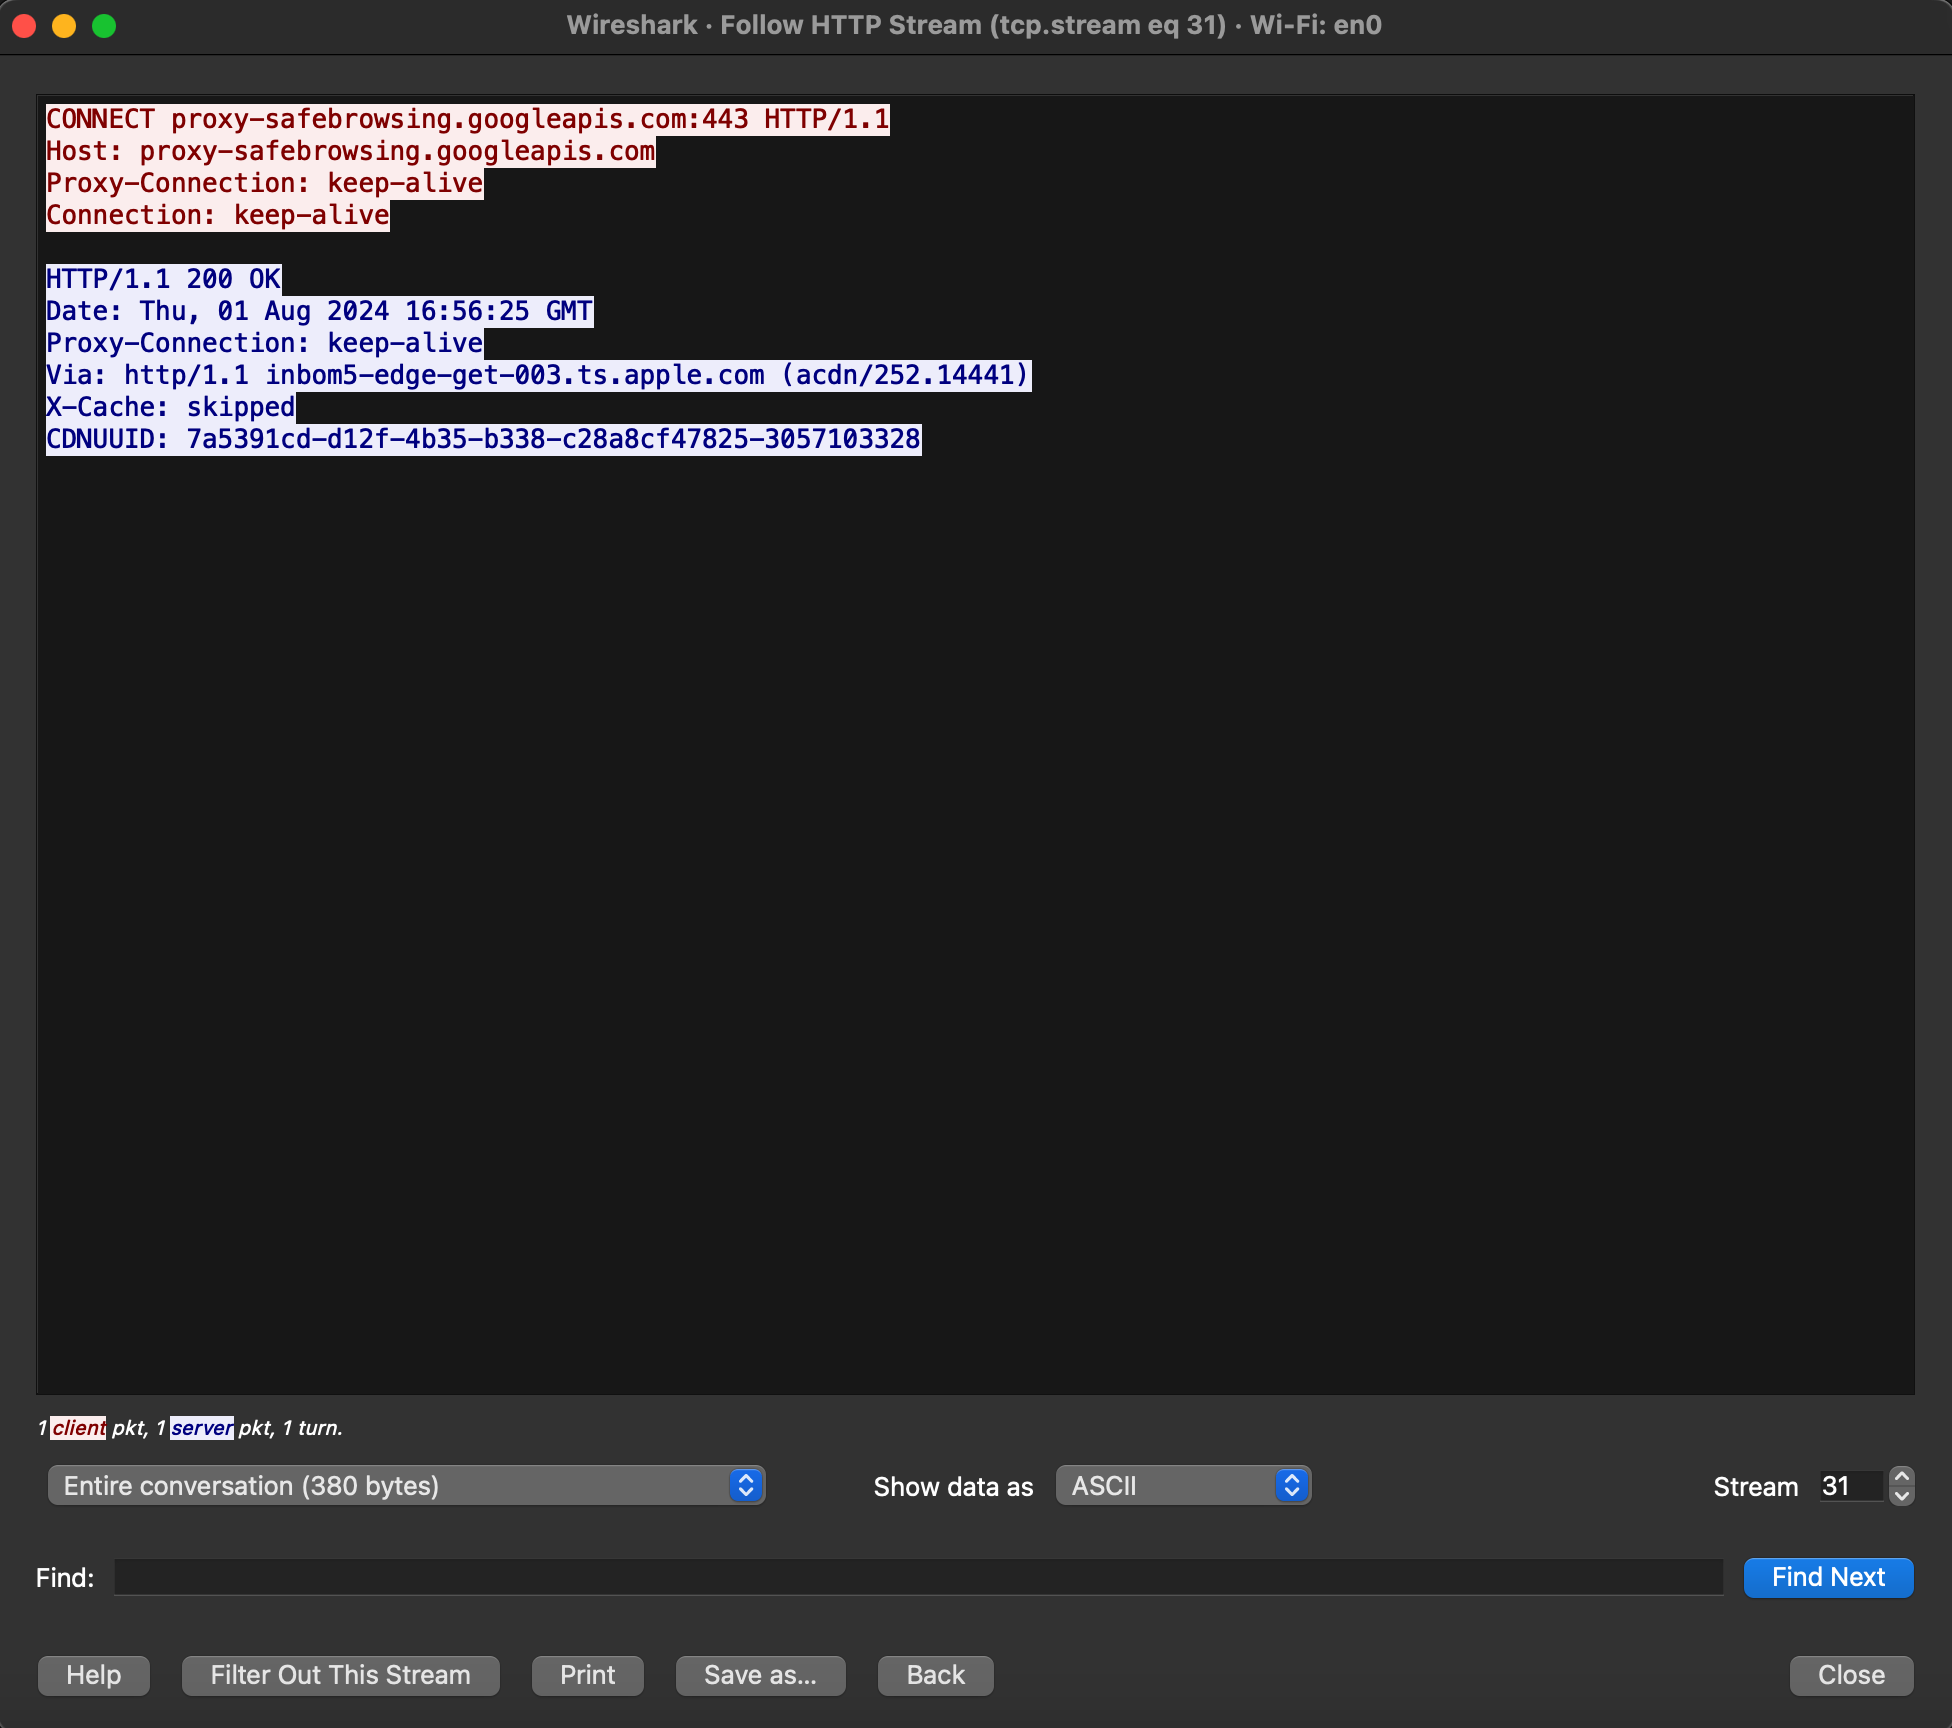 Wireshark · Follow HTTP Stream (tcp.stream eq 31) · Wi-Fi: en0
CONNECT proxy-safebrowsing.googleapis.com:443 HTTP/1.1
Host: proxy-safebrowsing.googleapis.com
Proxy-Connection: keep-alive
Connection: keep-alive
HTTP/1.1 200 OK
Date: Thu, 01 Aug 2024 16:56:25 GMT
Proxy-Connection: keep-alive
Via: http/1.1 inbom5-edge-get-003.ts.apple.com (acdn/252.14441)
X-Cache: skipped
CDNUUID: 7a5391cd-d12f-4b35-b338-c28a8cf47825-3057103328
1 client pkt, 1 server pkt, 1 turn.
Entire conversation (380 bytes) Show data as ASCII Stream 31
Find: Find Next
Help Filter Out This Stream Print Save as... Back Close